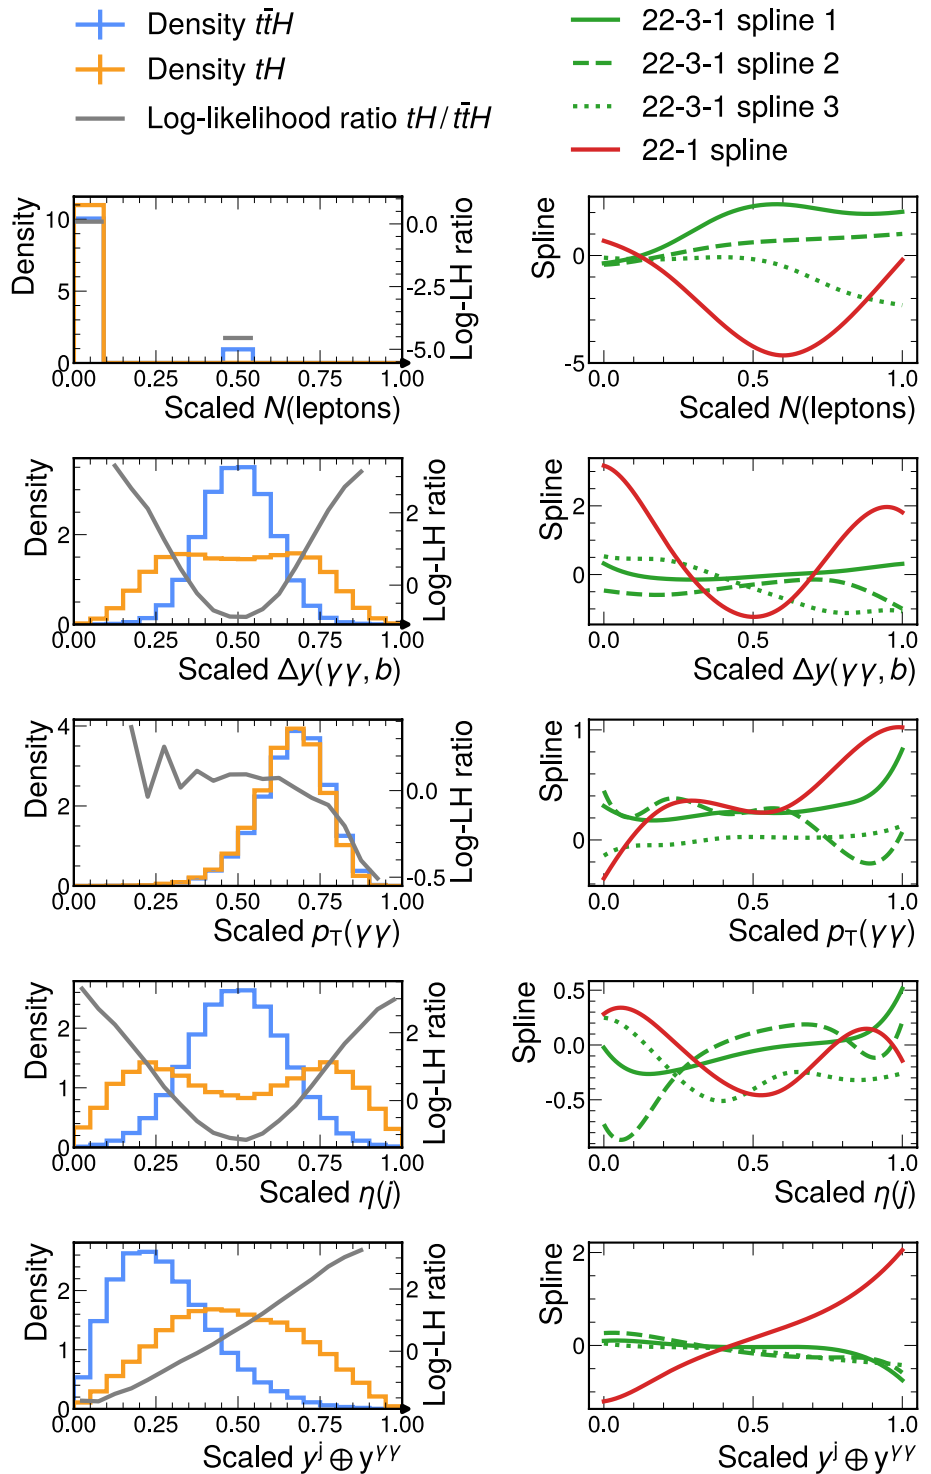 Density tt̄H
Density tH
Log-likelihood ratio tH/tt̄H
22-3-1 spline 1
22-3-1 spline 2
22-3-1 spline 3
22-1 spline
Density
10
5
0
0.0
-2.5
-5.0
Log-LH ratio
0.00 0.25 0.50 0.75 1.00
Scaled N(leptons)
Spline
0
-5
0.0 0.5 1.0
Scaled N(leptons)
Density
2
0
2
0
Log-LH ratio
0.00 0.25 0.50 0.75 1.00
Scaled Δy(γγ, b)
Spline
2
0
0.0 0.5 1.0
Scaled Δy(γγ, b)
Density
4
2
0
0.0
-0.5
Log-LH ratio
0.00 0.25 0.50 0.75 1.00
Scaled pT(γγ)
Spline
1
0
0.0 0.5 1.0
Scaled pT(γγ)
Density
2
1
0
2
0
Log-LH ratio
0.00 0.25 0.50 0.75 1.00
Scaled η(j)
Spline
0.5
0.0
-0.5
0.0 0.5 1.0
Scaled η(j)
Density
2
1
0
2
0
Log-LH ratio
0.00 0.25 0.50 0.75 1.00
Scaled yʲ ⊕ yᵞᵞ
Spline
2
0
0.0 0.5 1.0
Scaled yʲ ⊕ yᵞᵞ